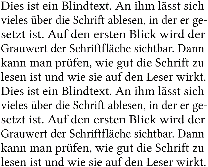 Dies ist ein Blindtext. An ihm lässt sich
vieles über die Schrift ablesen, in der er ge-
setzt ist. Auf den ersten Blick wird der
Grauwert der Schriftfläche sichtbar. Dann
kann man prüfen, wie gut die Schrift zu
lesen ist und wie sie auf den Leser wirkt.
Dies ist ein Blindtext. An ihm lässt sich
vieles über die Schrift ablesen, in der er ge-
setzt ist. Auf den ersten Blick wird der
Grauwert der Schriftfläche sichtbar. Dann
kann man prüfen, wie gut die Schrift zu
lesen ist und wie sie auf den Leser wirkt.